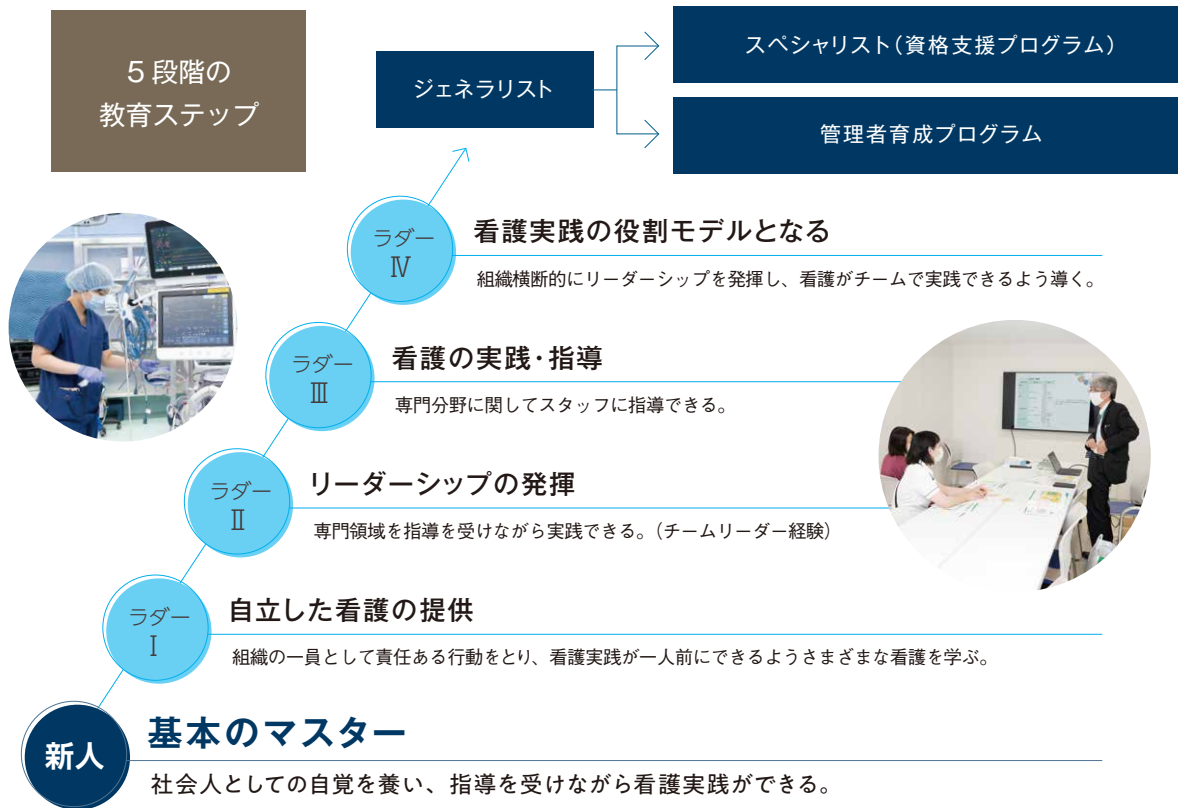 5段階の
教育ステップ
ジェネラリスト
スペシャリスト(資格支援プログラム)
管理者育成プログラム
ラダー
Ⅳ
看護実践の役割モデルとなる
組織横断的にリーダーシップを発揮し、看護がチームで実践できるよう導く。
ラダー
Ⅲ
看護の実践・指導
専門分野に関してスタッフに指導できる。
ラダー
Ⅱ
リーダーシップの発揮
専門領域を指導を受けながら実践できる。(チームリーダー経験)
ラダー
Ⅰ
自立した看護の提供
組織の一員として責任ある行動をとり、看護実践が一人前にできるようさまざまな看護を学ぶ。
新人
基本のマスター
社会人としての自覚を養い、指導を受けながら看護実践ができる。